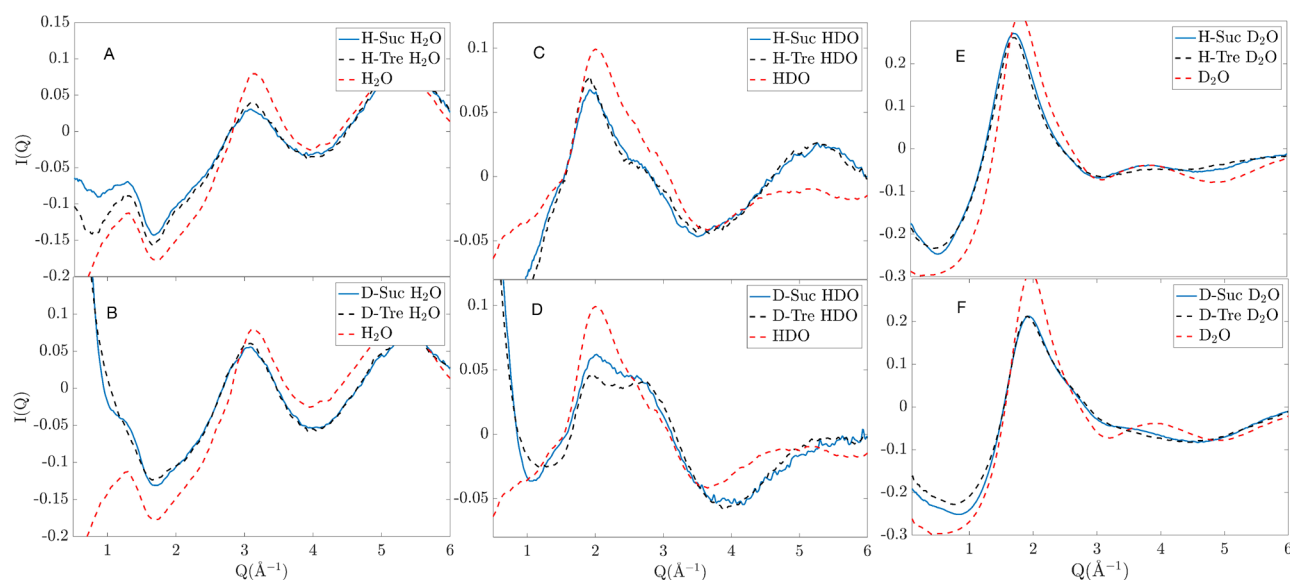 A
H-Suc H₂O
H-Tre H₂O
H₂O
0.15
0.1
0.05
0
-0.05
-0.1
-0.15
-0.2
I(Q)
C
H-Suc HDO
H-Tre HDO
HDO
0.1
0.05
0
-0.05
E
H-Suc D₂O
H-Tre D₂O
D₂O
0.2
0.1
0
-0.1
-0.2
-0.3
B
D-Suc H₂O
D-Tre H₂O
H₂O
0.1
0.05
0
-0.05
-0.1
-0.15
-0.2
I(Q)
1 2 3 4 5 6
Q(Å⁻¹)
D
D-Suc HDO
D-Tre HDO
HDO
0.1
0.05
0
-0.05
1 2 3 4 5 6
Q(Å⁻¹)
F
D-Suc D₂O
D-Tre D₂O
D₂O
0.2
0.1
0
-0.1
-0.2
-0.3
1 2 3 4 5 6
Q(Å⁻¹)